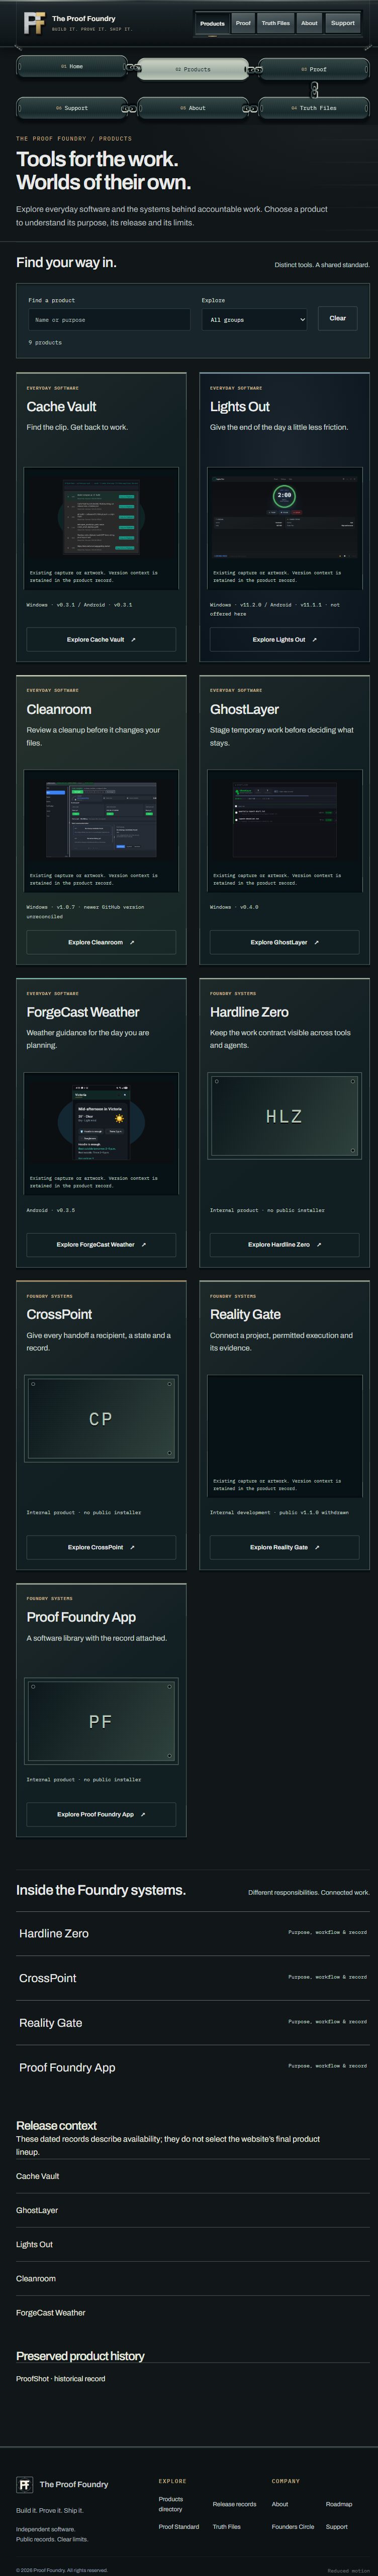 The Proof Foundry
BUILD IT. PROVE IT. SHIP IT.
Products
Proof
Truth Files
About
Support
01 Home
02 Products
03 Proof
06 Support
05 About
04 Truth Files
THE PROOF FOUNDRY / PRODUCTS
Tools for the work.
Worlds of their own.
Explore everyday software and the systems behind accountable work. Choose a product
to understand its purpose, its release and its limits.
Find your way in.
Distinct tools. A shared standard.
Find a product
Name or purpose
Explore
All groups
Clear
9 products
EVERYDAY SOFTWARE
Cache Vault
Find the clip. Get back to work.
Existing capture or artwork. Version context is
retained in the product record.
Windows · v0.3.1 / Android · v0.3.1
Explore Cache Vault ↗
EVERYDAY SOFTWARE
Lights Out
Give the end of the day a little less friction.
2:00
Existing capture or artwork. Version context is
retained in the product record.
Windows · v11.2.0 / Android · v11.1.1 · not
offered here
Explore Lights Out ↗
EVERYDAY SOFTWARE
Cleanroom
Review a cleanup before it changes your
files.
Existing capture or artwork. Version context is
retained in the product record.
Windows · v1.0.7 · newer GitHub version
unreconciled
Explore Cleanroom ↗
EVERYDAY SOFTWARE
GhostLayer
Stage temporary work before deciding what
stays.
Existing capture or artwork. Version context is
retained in the product record.
Windows · v0.4.0
Explore GhostLayer ↗
EVERYDAY SOFTWARE
ForgeCast Weather
Weather guidance for the day you are
planning.
Victoria
Mid-afternoon in Victoria
Existing capture or artwork. Version context is
retained in the product record.
Android · v0.3.5
Explore ForgeCast Weather ↗
FOUNDRY SYSTEMS
Hardline Zero
Keep the work contract visible across tools
and agents.
HLZ
Internal product · no public installer
Explore Hardline Zero ↗
FOUNDRY SYSTEMS
CrossPoint
Give every handoff a recipient, a state and a
record.
CP
Internal product · no public installer
Explore CrossPoint ↗
FOUNDRY SYSTEMS
Reality Gate
Connect a project, permitted execution and
its evidence.
Existing capture or artwork. Version context is
retained in the product record.
Internal development · public v1.1.0 withdrawn
Explore Reality Gate ↗
FOUNDRY SYSTEMS
Proof Foundry App
A software library with the record attached.
PF
Internal product · no public installer
Explore Proof Foundry App ↗
Inside the Foundry systems.
Different responsibilities. Connected work.
Hardline Zero
Purpose, workflow & record
CrossPoint
Purpose, workflow & record
Reality Gate
Purpose, workflow & record
Proof Foundry App
Purpose, workflow & record
Release context
These dated records describe availability; they do not select the website's final product
lineup.
Cache Vault
GhostLayer
Lights Out
Cleanroom
ForgeCast Weather
Preserved product history
ProofShot · historical record
The Proof Foundry
Build it. Prove it. Ship it.
Independent software.
Public records. Clear limits.
EXPLORE
Products
directory
Release records
Proof Standard
Truth Files
COMPANY
About
Roadmap
Founders Circle
Support
© 2026 Proof Foundry. All rights reserved.
Reduced motion